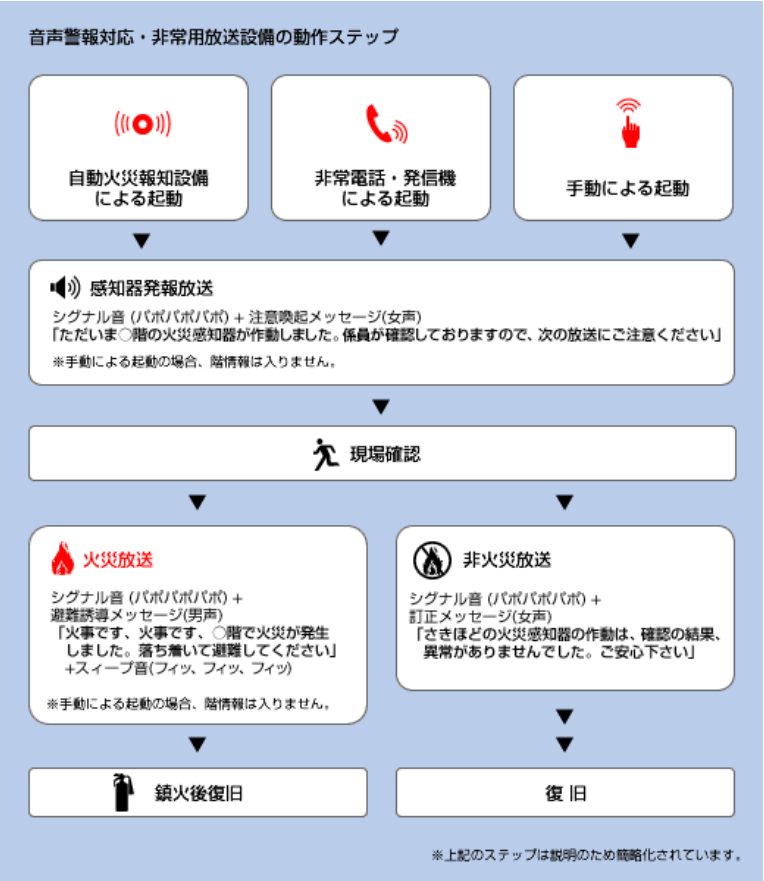 音声警報対応・非常用放送設備の動作ステップ
自動火災報知設備
による起動
非常電話・発信機
による起動
手動による起動
感知器発報放送
シグナル音 (パポパポパポ) + 注意喚起メッセージ(女声)
「ただいま○階の火災感知器が作動しました。係員が確認しておりますので、次の放送にご注意ください」
※手動による起動の場合、階情報は入りません。
現場確認
火災放送
シグナル音 (パポパポパポ) +
避難誘導メッセージ(男声)
「火事です、火事です、○階で火災が発生
しました。落ち着いて避難してください」
+スィープ音(フィッ、フィッ、フィッ)
※手動による起動の場合、階情報は入りません。
非火災放送
シグナル音 (パポパポパポ) +
訂正メッセージ(女声)
「さきほどの火災感知器の作動は、確認の結果、
異常がありませんでした。ご安心下さい」
鎮火後復旧
復 旧
※上記のステップは説明のため簡略化されています。